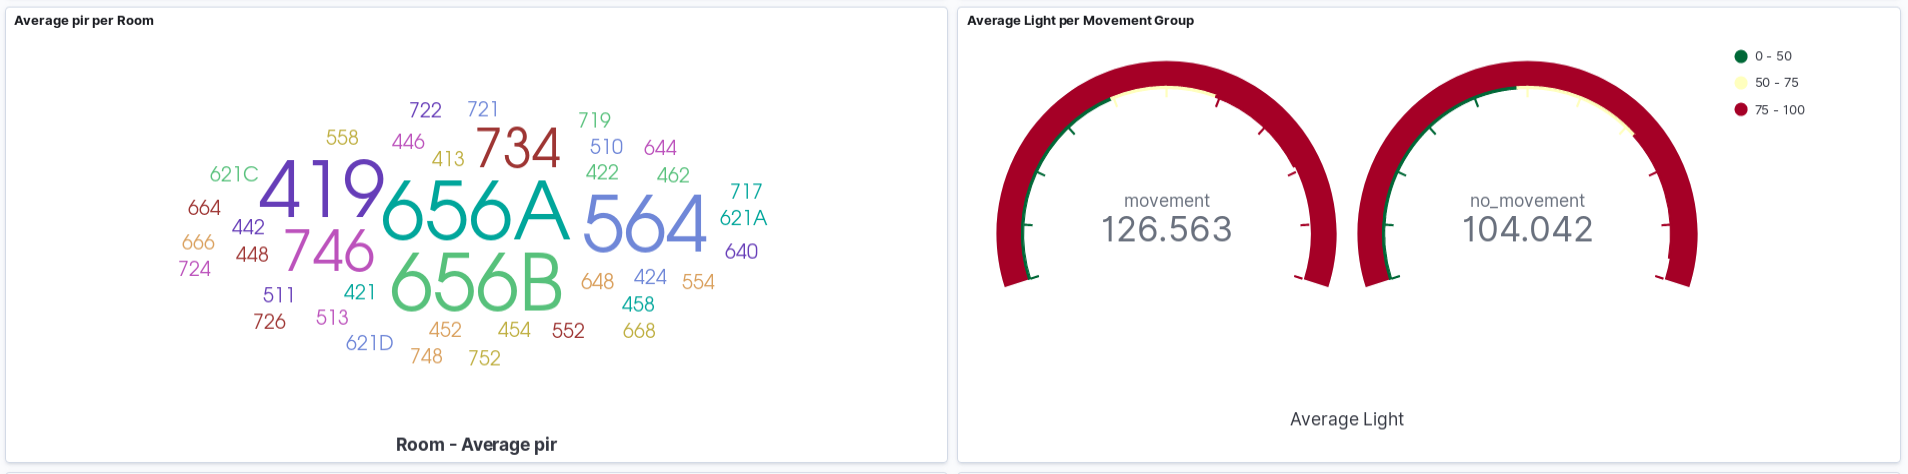 Average pir per Room
722 721
719
558 446 413 734 510 644
422 462
621C 419 656A 564 717
664 621A
442
666 448 746 640
724 656B 648 424 554
511 421 458
726 513
621D 452 454 552 668
748 752
Room - Average pir
Average Light per Movement Group
0 - 50
50 - 75
75 - 100
movement
126.563
no_movement
104.042
Average Light